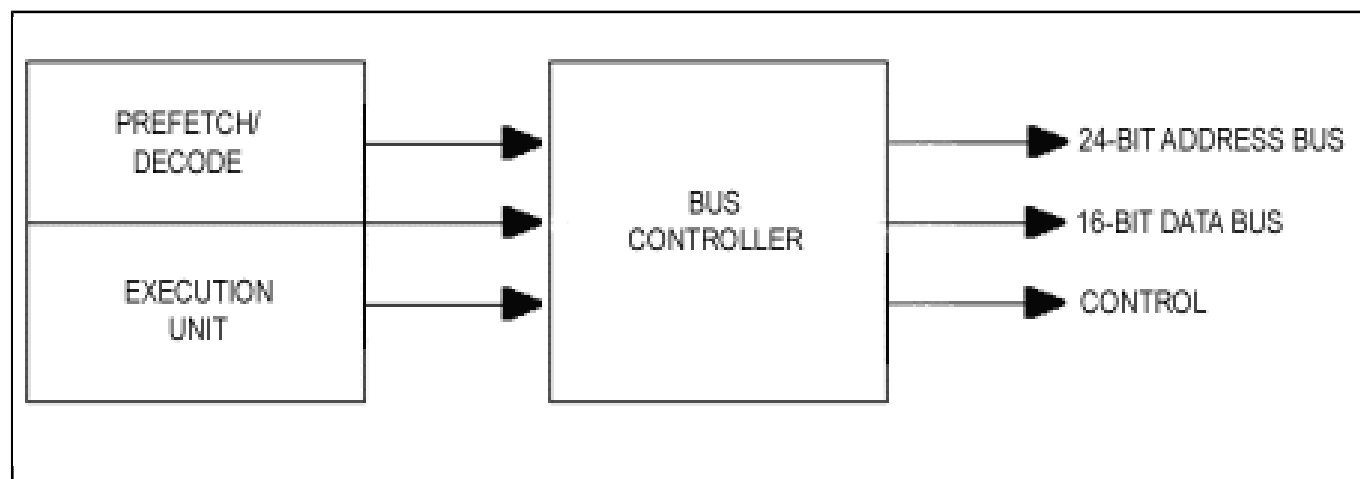 PREFETCH/
DECODE
EXECUTION
UNIT
BUS
CONTROLLER
24-BIT ADDRESS BUS
16-BIT DATA BUS
CONTROL